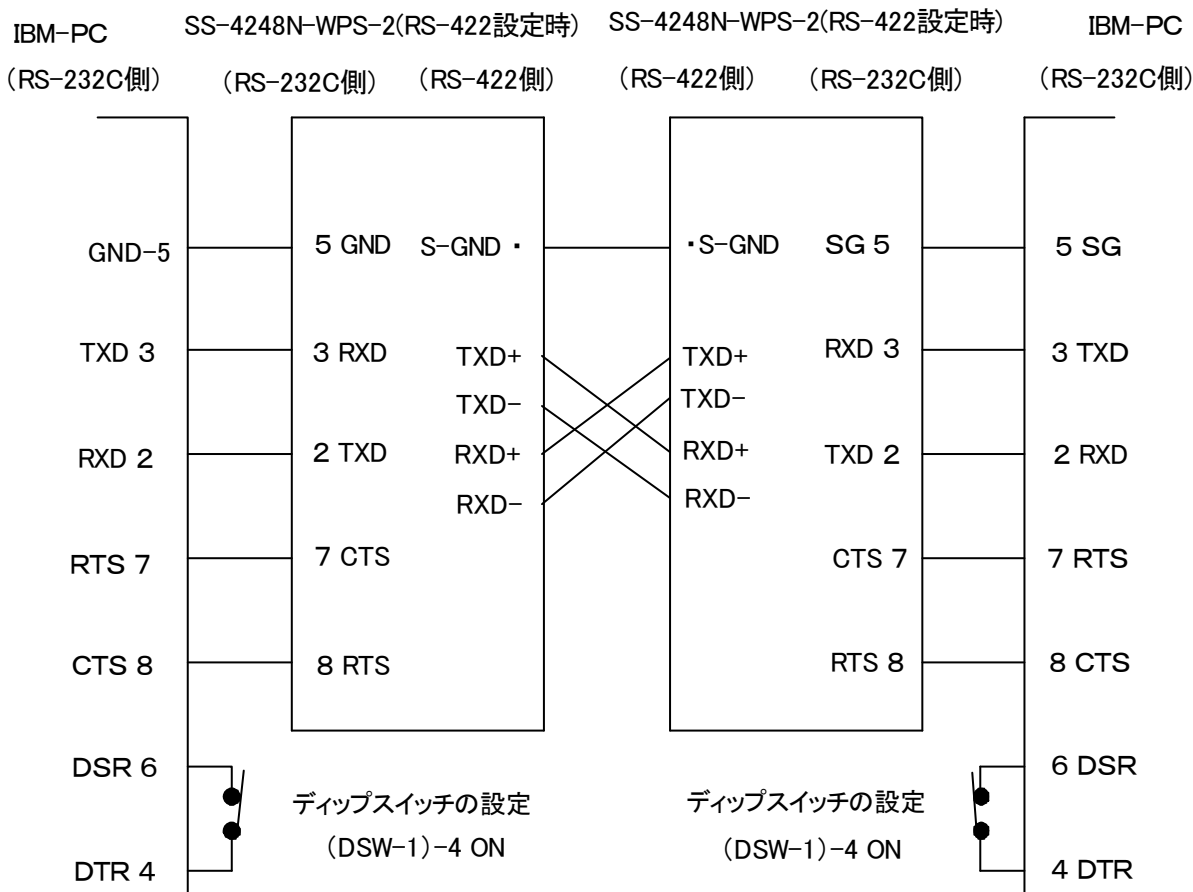 IBM-PC SS-4248N-WPS-2(RS-422設定時) SS-4248N-WPS-2(RS-422設定時) IBM-PC
(RS-232C側) (RS-232C側) (RS-422側) (RS-422側) (RS-232C側) (RS-232C側)
GND-5 5 GND S-GND・ ・S-GND SG 5 5 SG
TXD 3 3 RXD TXD+ TXD+ RXD 3 3 TXD
TXD- TXD-
RXD 2 2 TXD RXD+ RXD+ TXD 2 2 RXD
RXD- RXD-
RTS 7 7 CTS CTS 7 7 RTS
CTS 8 8 RTS RTS 8 8 CTS
DSR 6 6 DSR
ディップスイッチの設定 ディップスイッチの設定
(DSW-1)-4 ON (DSW-1)-4 ON
DTR 4 4 DTR